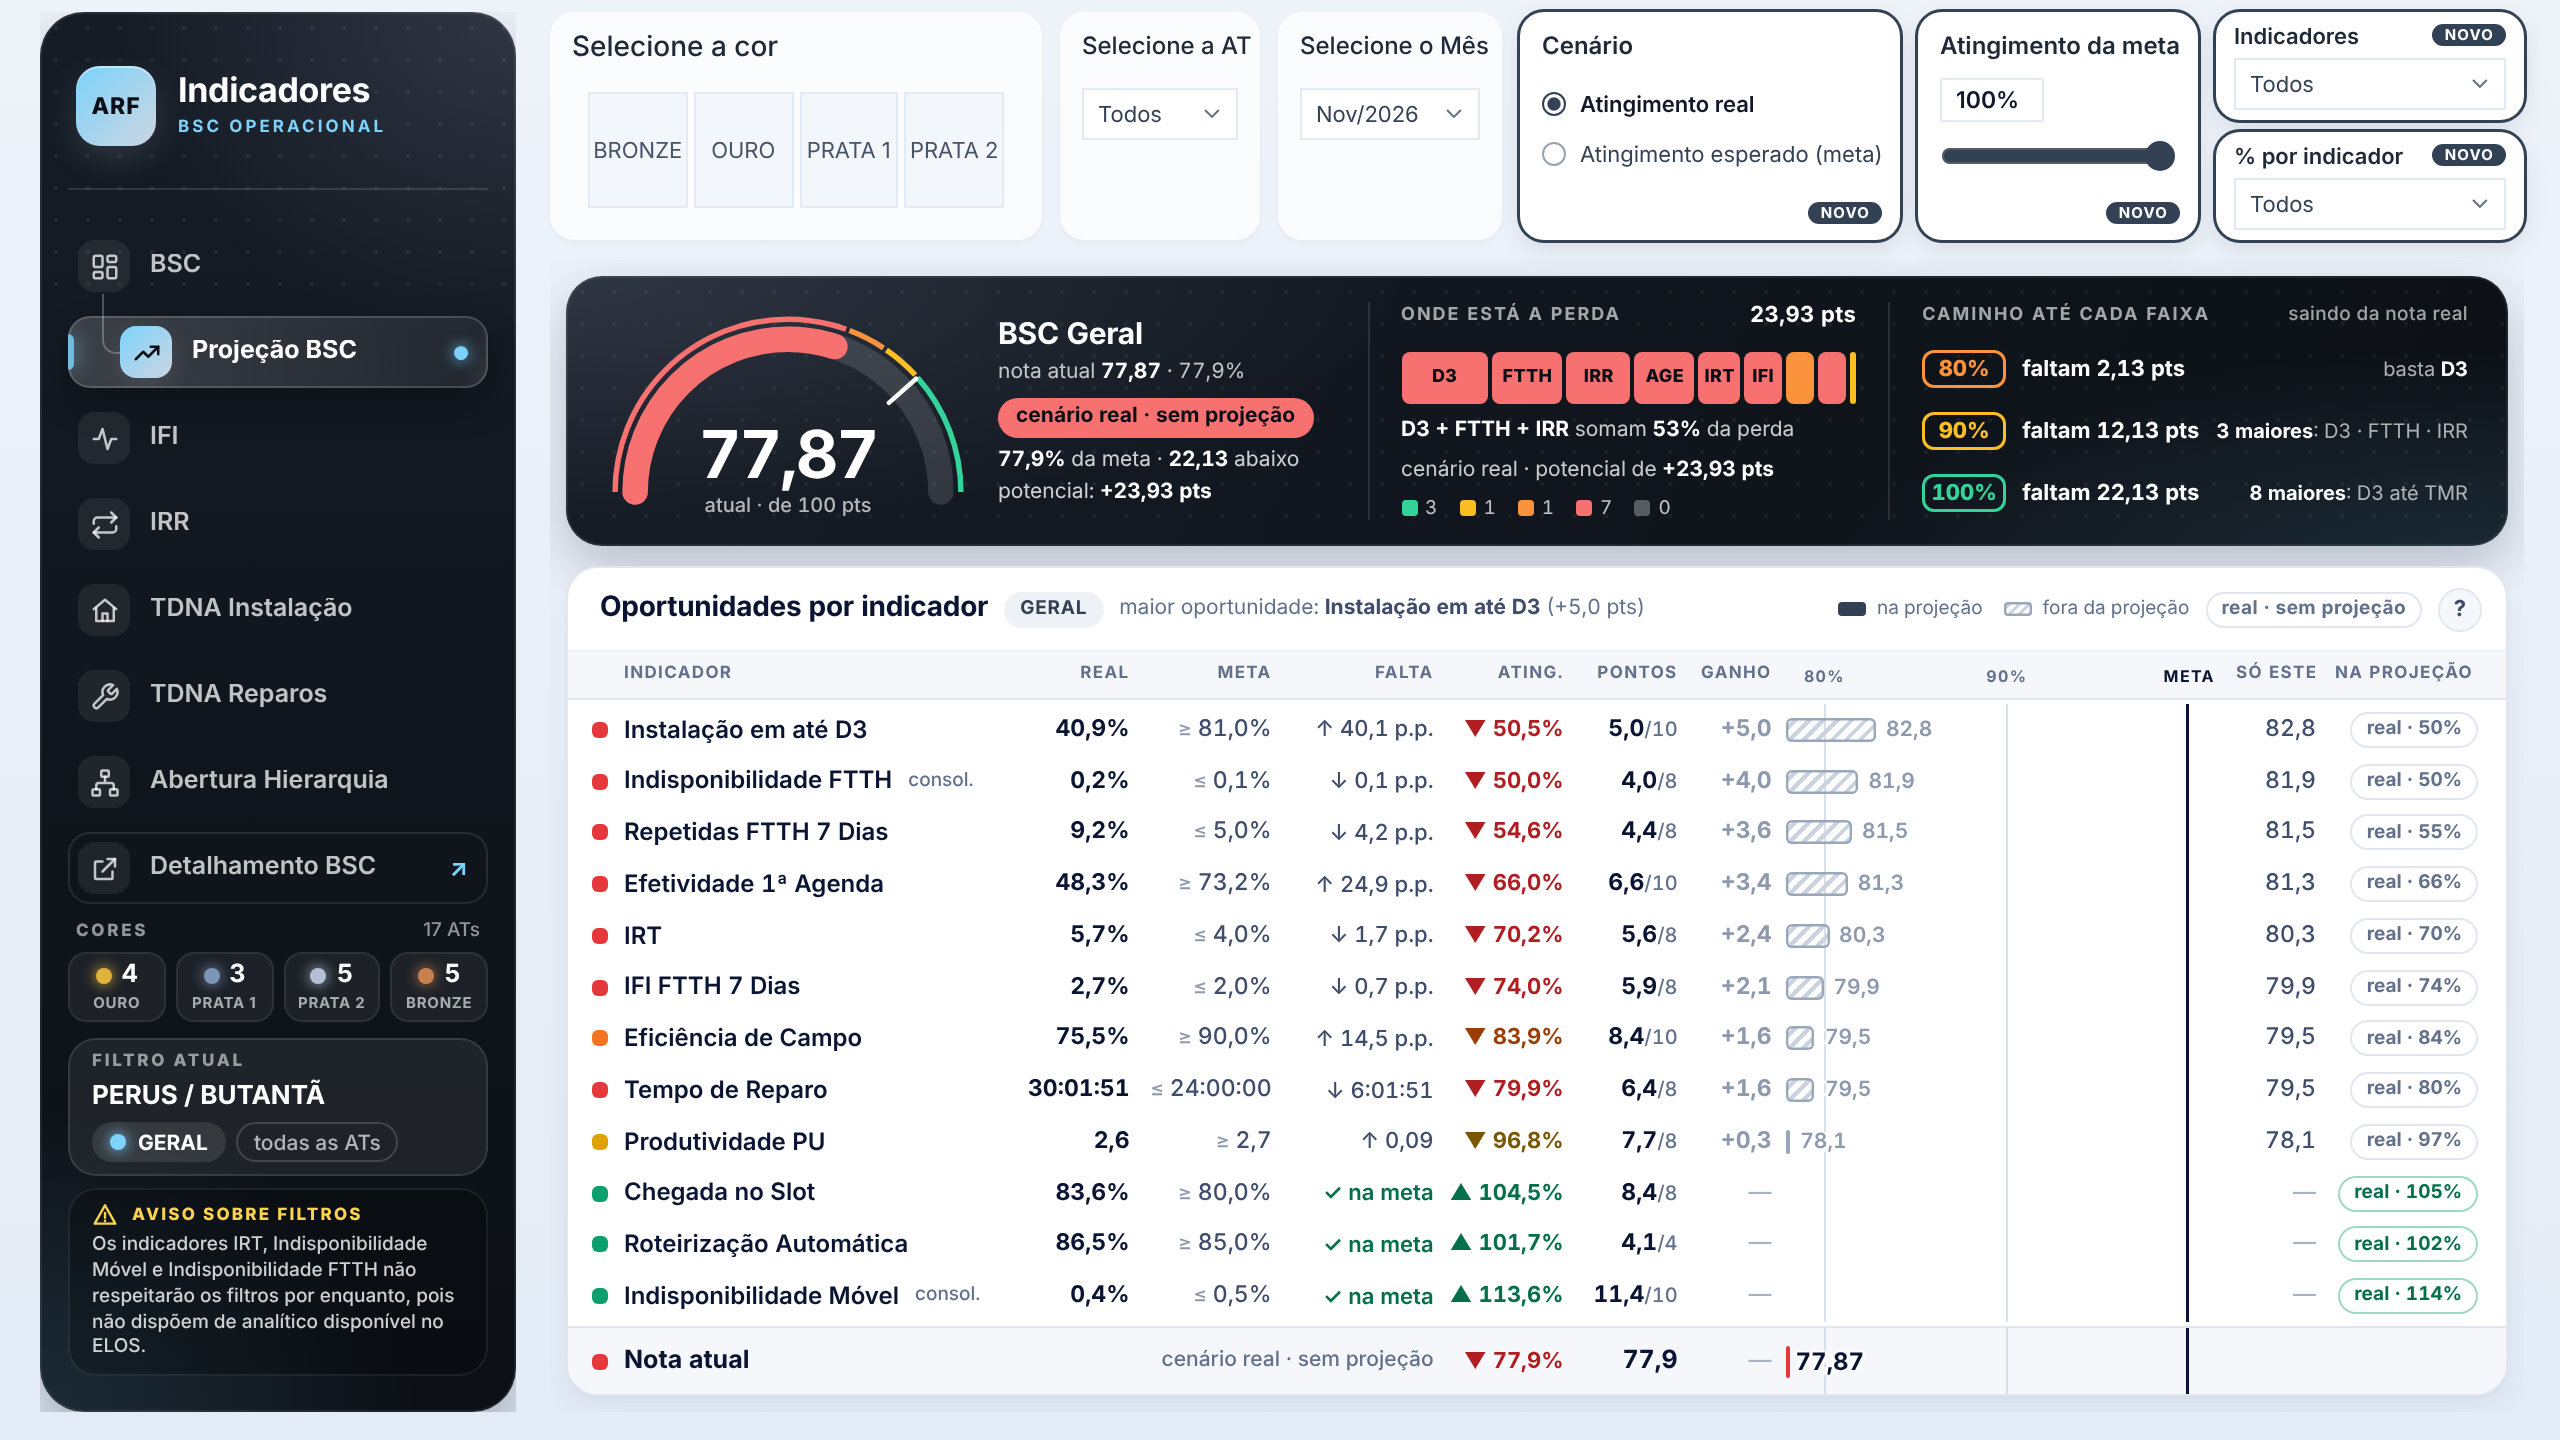 ARF
Indicadores
BSC OPERACIONAL
BSC
Projeção BSC
IFI
IRR
TDNA Instalação
TDNA Reparos
Abertura Hierarquia
Detalhamento BSC
CORES 17 ATs
4 OURO
3 PRATA 1
5 PRATA 2
5 BRONZE
FILTRO ATUAL
PERUS / BUTANTÃ
GERAL todas as ATs
AVISO SOBRE FILTROS
Os indicadores IRT, Indisponibilidade
Móvel e Indisponibilidade FTTH não
respeitarão os filtros por enquanto, pois
não dispõem de analítico disponível no
ELOS.
Selecione a cor
BRONZE OURO PRATA 1 PRATA 2
Selecione a AT
Todos
Selecione o Mês
Nov/2026
Cenário
Atingimento real
Atingimento esperado (meta)
NOVO
Atingimento da meta
100%
NOVO
Indicadores NOVO
Todos
% por indicador NOVO
Todos
77,87
atual · de 100 pts
BSC Geral
nota atual 77,87 · 77,9%
cenário real · sem projeção
77,9% da meta · 22,13 abaixo
potencial: +23,93 pts
ONDE ESTÁ A PERDA 23,93 pts
D3 FTTH IRR AGE IRT IFI
D3 + FTTH + IRR somam 53% da perda
cenário real · potencial de +23,93 pts
3 1 1 7 0
CAMINHO ATÉ CADA FAIXA saindo da nota real
80% faltam 2,13 pts basta D3
90% faltam 12,13 pts 3 maiores: D3 · FTTH · IRR
100% faltam 22,13 pts 8 maiores: D3 até TMR
Oportunidades por indicador GERAL maior oportunidade: Instalação em até D3 (+5,0 pts) na projeção fora da projeção real · sem projeção ?
INDICADOR REAL META FALTA ATING. PONTOS GANHO 80% 90% META SÓ ESTE NA PROJEÇÃO
Instalação em até D3 40,9% ≥ 81,0% ↑ 40,1 p.p. ▼ 50,5% 5,0/10 +5,0 82,8 82,8 real · 50%
Indisponibilidade FTTH consol. 0,2% ≤ 0,1% ↓ 0,1 p.p. ▼ 50,0% 4,0/8 +4,0 81,9 81,9 real · 50%
Repetidas FTTH 7 Dias 9,2% ≤ 5,0% ↓ 4,2 p.p. ▼ 54,6% 4,4/8 +3,6 81,5 81,5 real · 55%
Efetividade 1ª Agenda 48,3% ≥ 73,2% ↑ 24,9 p.p. ▼ 66,0% 6,6/10 +3,4 81,3 81,3 real · 66%
IRT 5,7% ≤ 4,0% ↓ 1,7 p.p. ▼ 70,2% 5,6/8 +2,4 80,3 80,3 real · 70%
IFI FTTH 7 Dias 2,7% ≤ 2,0% ↓ 0,7 p.p. ▼ 74,0% 5,9/8 +2,1 79,9 79,9 real · 74%
Eficiência de Campo 75,5% ≥ 90,0% ↑ 14,5 p.p. ▼ 83,9% 8,4/10 +1,6 79,5 79,5 real · 84%
Tempo de Reparo 30:01:51 ≤ 24:00:00 ↓ 6:01:51 ▼ 79,9% 6,4/8 +1,6 79,5 79,5 real · 80%
Produtividade PU 2,6 ≥ 2,7 ↑ 0,09 ▼ 96,8% 7,7/8 +0,3 78,1 78,1 real · 97%
Chegada no Slot 83,6% ≥ 80,0% ✓ na meta ▲ 104,5% 8,4/8 — — real · 105%
Roteirização Automática 86,5% ≥ 85,0% ✓ na meta ▲ 101,7% 4,1/4 — — real · 102%
Indisponibilidade Móvel consol. 0,4% ≤ 0,5% ✓ na meta ▲ 113,6% 11,4/10 — — real · 114%
Nota atual cenário real · sem projeção ▼ 77,9% 77,9 — 77,87